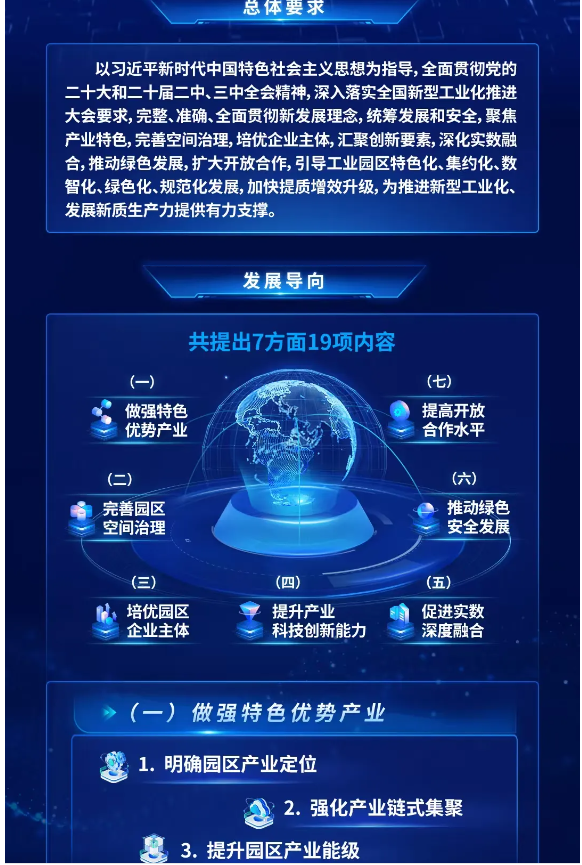 总体要求
以习近平新时代中国特色社会主义思想为指导,全面贯彻党的
二十大和二十届二中、三中全会精神,深入落实全国新型工业化推进
大会要求,完整、准确、全面贯彻新发展理念,统筹发展和安全,聚焦
产业特色,完善空间治理,培优企业主体,汇聚创新要素,深化实数融
合,推动绿色发展,扩大开放合作,引导工业园区特色化、集约化、数
智化、绿色化、规范化发展,加快提质增效升级,为推进新型工业化、
发展新质生产力提供有力支撑。
发展导向
共提出7方面19项内容
（一）
做强特色
优势产业
（二）
完善园区
空间治理
（三）
培优园区
企业主体
（四）
提升产业
科技创新能力
（五）
促进实数
深度融合
（六）
推动绿色
安全发展
（七）
提高开放
合作水平
（一）做强特色优势产业
1. 明确园区产业定位
2. 强化产业链式集聚
3. 提升园区产业能级